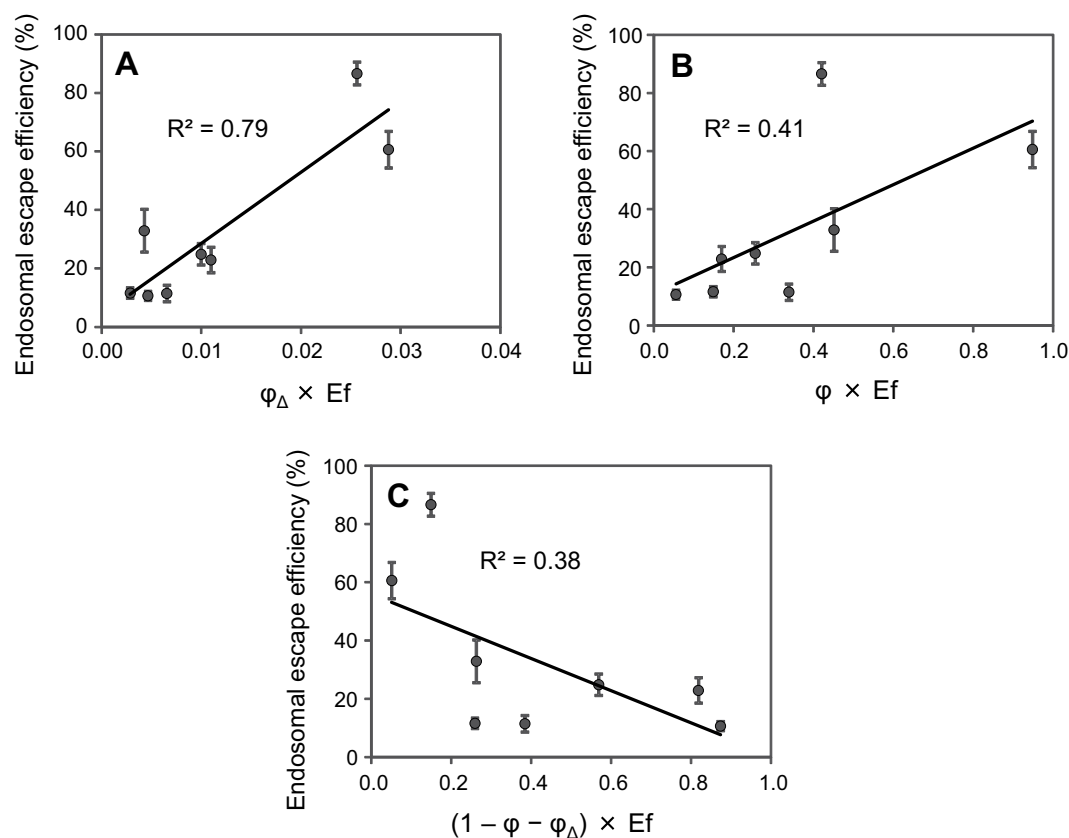 Endosomal escape efficiency (%)
100
80
60
40
20
0
A
R² = 0.79
0.00
0.01
0.02
0.03
0.04
φΔ × Ef
Endosomal escape efficiency (%)
100
80
60
40
20
0
B
R² = 0.41
0.0
0.2
0.4
0.6
0.8
1.0
φ × Ef
Endosomal escape efficiency (%)
100
80
60
40
20
0
C
R² = 0.38
0.0
0.2
0.4
0.6
0.8
1.0
(1 – φ – φΔ) × Ef